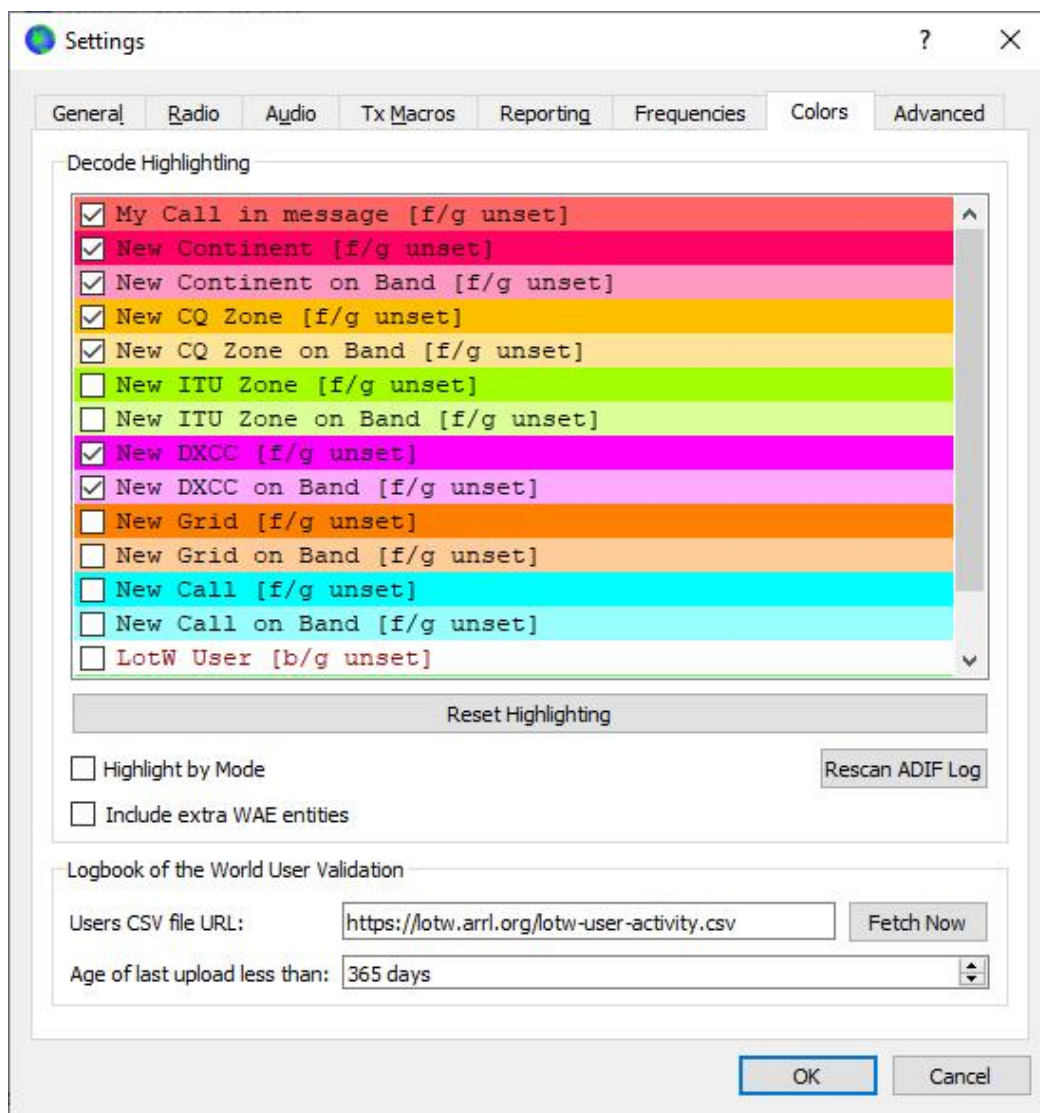 Settings
? 
General Radio Audio Tx Macros Reporting Frequencies Colors Advanced
Decode Highlightling
My Call in message [f/g unset]
New Continent [f/g unset]
New Continent on Band [f/g unset]
New CQ Zone [f/g unset]
New CQ Zone on Band [f/g unset]
New ITU Zone [f/g unset]
New ITU Zone on Band [f/g unset]
New DXCC [f/g unset]
New DXCC on Band [f/g unset]
New Grid [f/g unset]
New Grid on Band [f/g unset]
New Call [f/g unset]
New Call on Band [f/g unset]
LotW User [b/g unset]
Reset Highlighting
Highlight by Mode Rescan ADIF Log
Include extra WAE entities
Logbook of the World User Validation
Users CSV file URL: https://lotw.arrl.org/lotw-user-activity.csv Fetch Now
Age of last upload less than: 365 days
OK Cancel